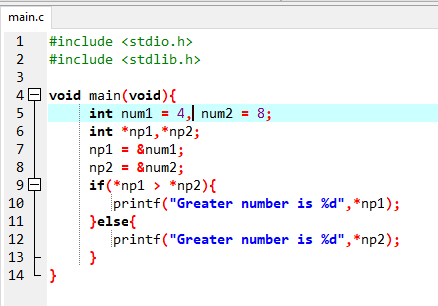 main.c
1 #include <stdio.h>
2 #include <stdlib.h>
3
4 void main(void){
5 int num1 = 4, num2 = 8;
6 int *np1,*np2;
7 np1 = &num1;
8 np2 = &num2;
9 if(*np1 > *np2){
10 printf("Greater number is %d",*np1);
11 }else{
12 printf("Greater number is %d",*np2);
13 }
14 }